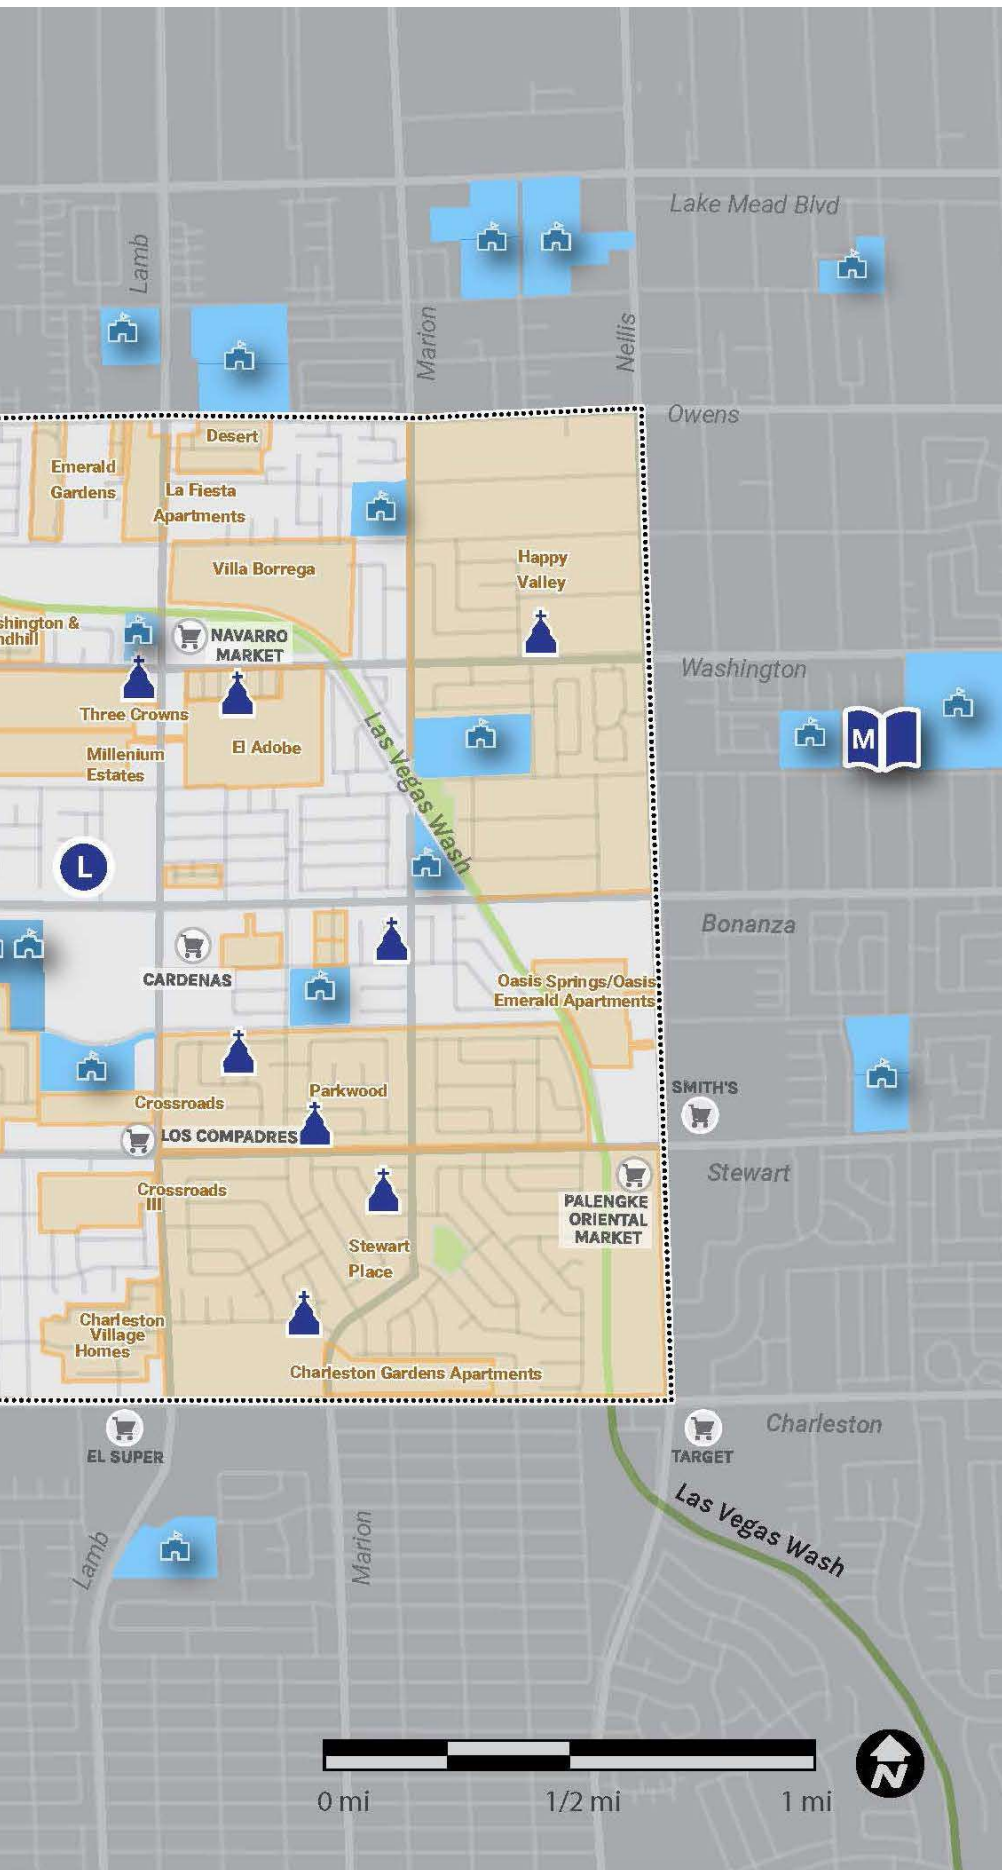 Lake Mead Blvd
Lamb
Marion
Nellis
Owens
Desert
Emerald
Gardens
La Fiesta
Apartments
Happy
Valley
Villa Borrega
shington &
ndhill
NAVARRO
MARKET
Washington
Three Crowns
M
Millenium
Estates
El Adobe
Las Vegas Wash
L
Bonanza
CARDENAS
Oasis Springs/Oasis
Emerald Apartments
SMITH'S
Parkwood
Crossroads
LOS COMPADRES
Stewart
Crossroads
III
PALENGKE
ORIENTAL
MARKET
Stewart
Place
Charleston
Village
Homes
Charleston Gardens Apartments
Charleston
EL SUPER
TARGET
Las Vegas Wash
Lamb
Marion
N
0 mi 1/2 mi 1 mi